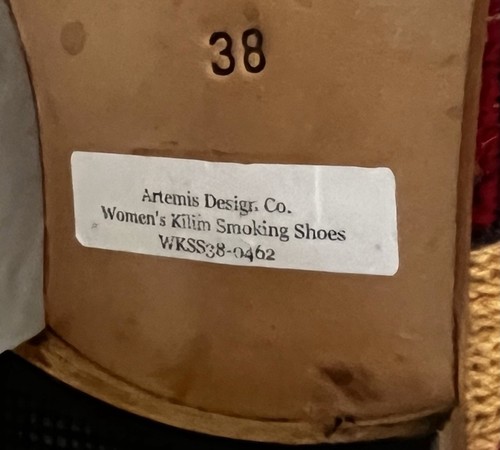 38
Artemis Design Co.
Women's Kilim Smoking Shoes
WKSS38-0462